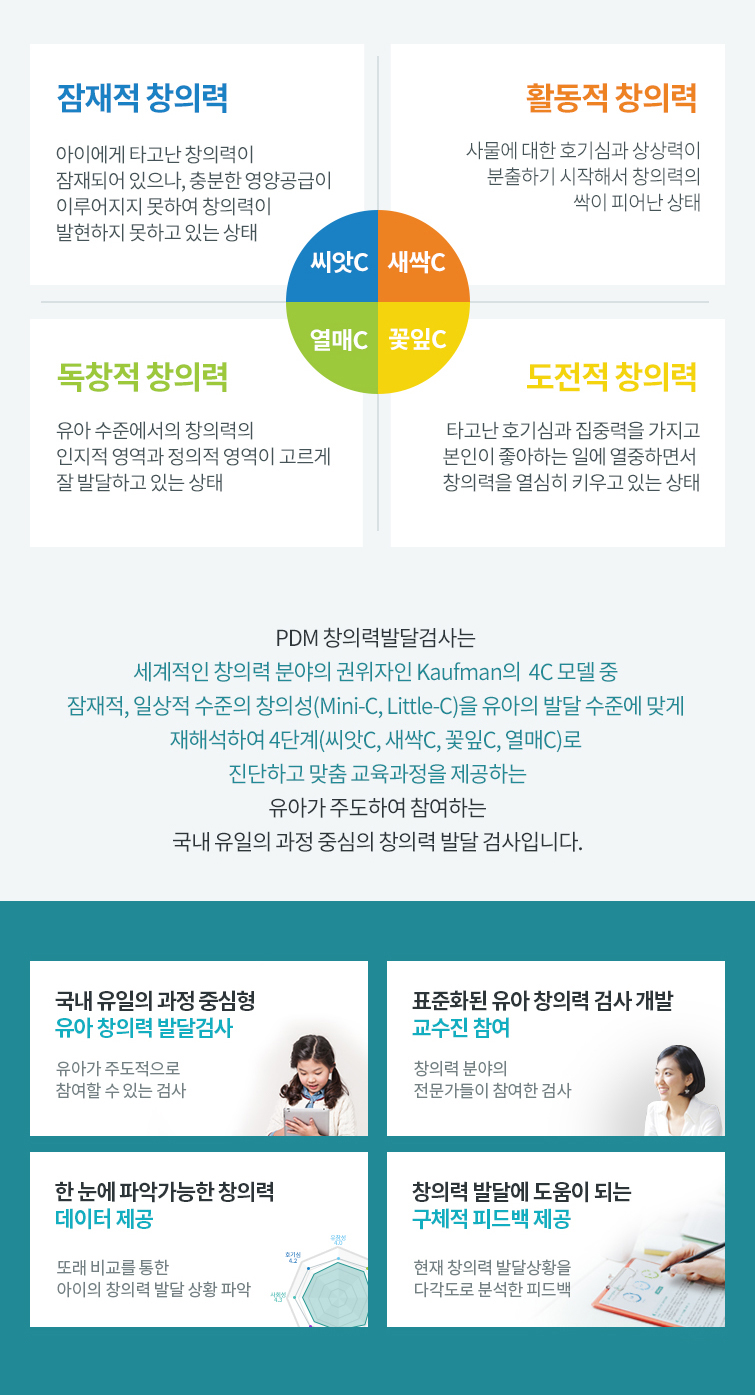 잠재적 창의력
아이에게 타고난 창의력이
잠재되어 있으나, 충분한 영양공급이
이루어지지 못하여 창의력이
발현하지 못하고 있는 상태
활동적 창의력
사물에 대한 호기심과 상상력이
분출하기 시작해서 창의력의
싹이 피어난 상태
씨앗C
새싹C
열매C
꽃잎C
독창적 창의력
유아 수준에서의 창의력의
인지적 영역과 정의적 영역이 고르게
잘 발달하고 있는 상태
도전적 창의력
타고난 호기심과 집중력을 가지고
본인이 좋아하는 일에 열중하면서
창의력을 열심히 키우고 있는 상태
PDM 창의력발달검사는
세계적인 창의력 분야의 권위자인 Kaufman의 4C 모델 중
잠재적, 일상적 수준의 창의성(Mini-C, Little-C)을 유아의 발달 수준에 맞게
재해석하여 4단계(씨앗C, 새싹C, 꽃잎C, 열매C)로
진단하고 맞춤 교육과정을 제공하는
유아가 주도하여 참여하는
국내 유일의 과정 중심의 창의력 발달 검사입니다.
국내 유일의 과정 중심형
유아 창의력 발달검사
유아가 주도적으로
참여할 수 있는 검사
표준화된 유아 창의력 검사 개발
교수진 참여
창의력 분야의
전문가들이 참여한 검사
한 눈에 파악가능한 창의력
데이터 제공
또래 비교를 통한
아이의 창의력 발달 상황 파악
호기심
4.2
창의력 발달에 도움이 되는
구체적 피드백 제공
현재 창의력 발달상황을
다각도로 분석한 피드백